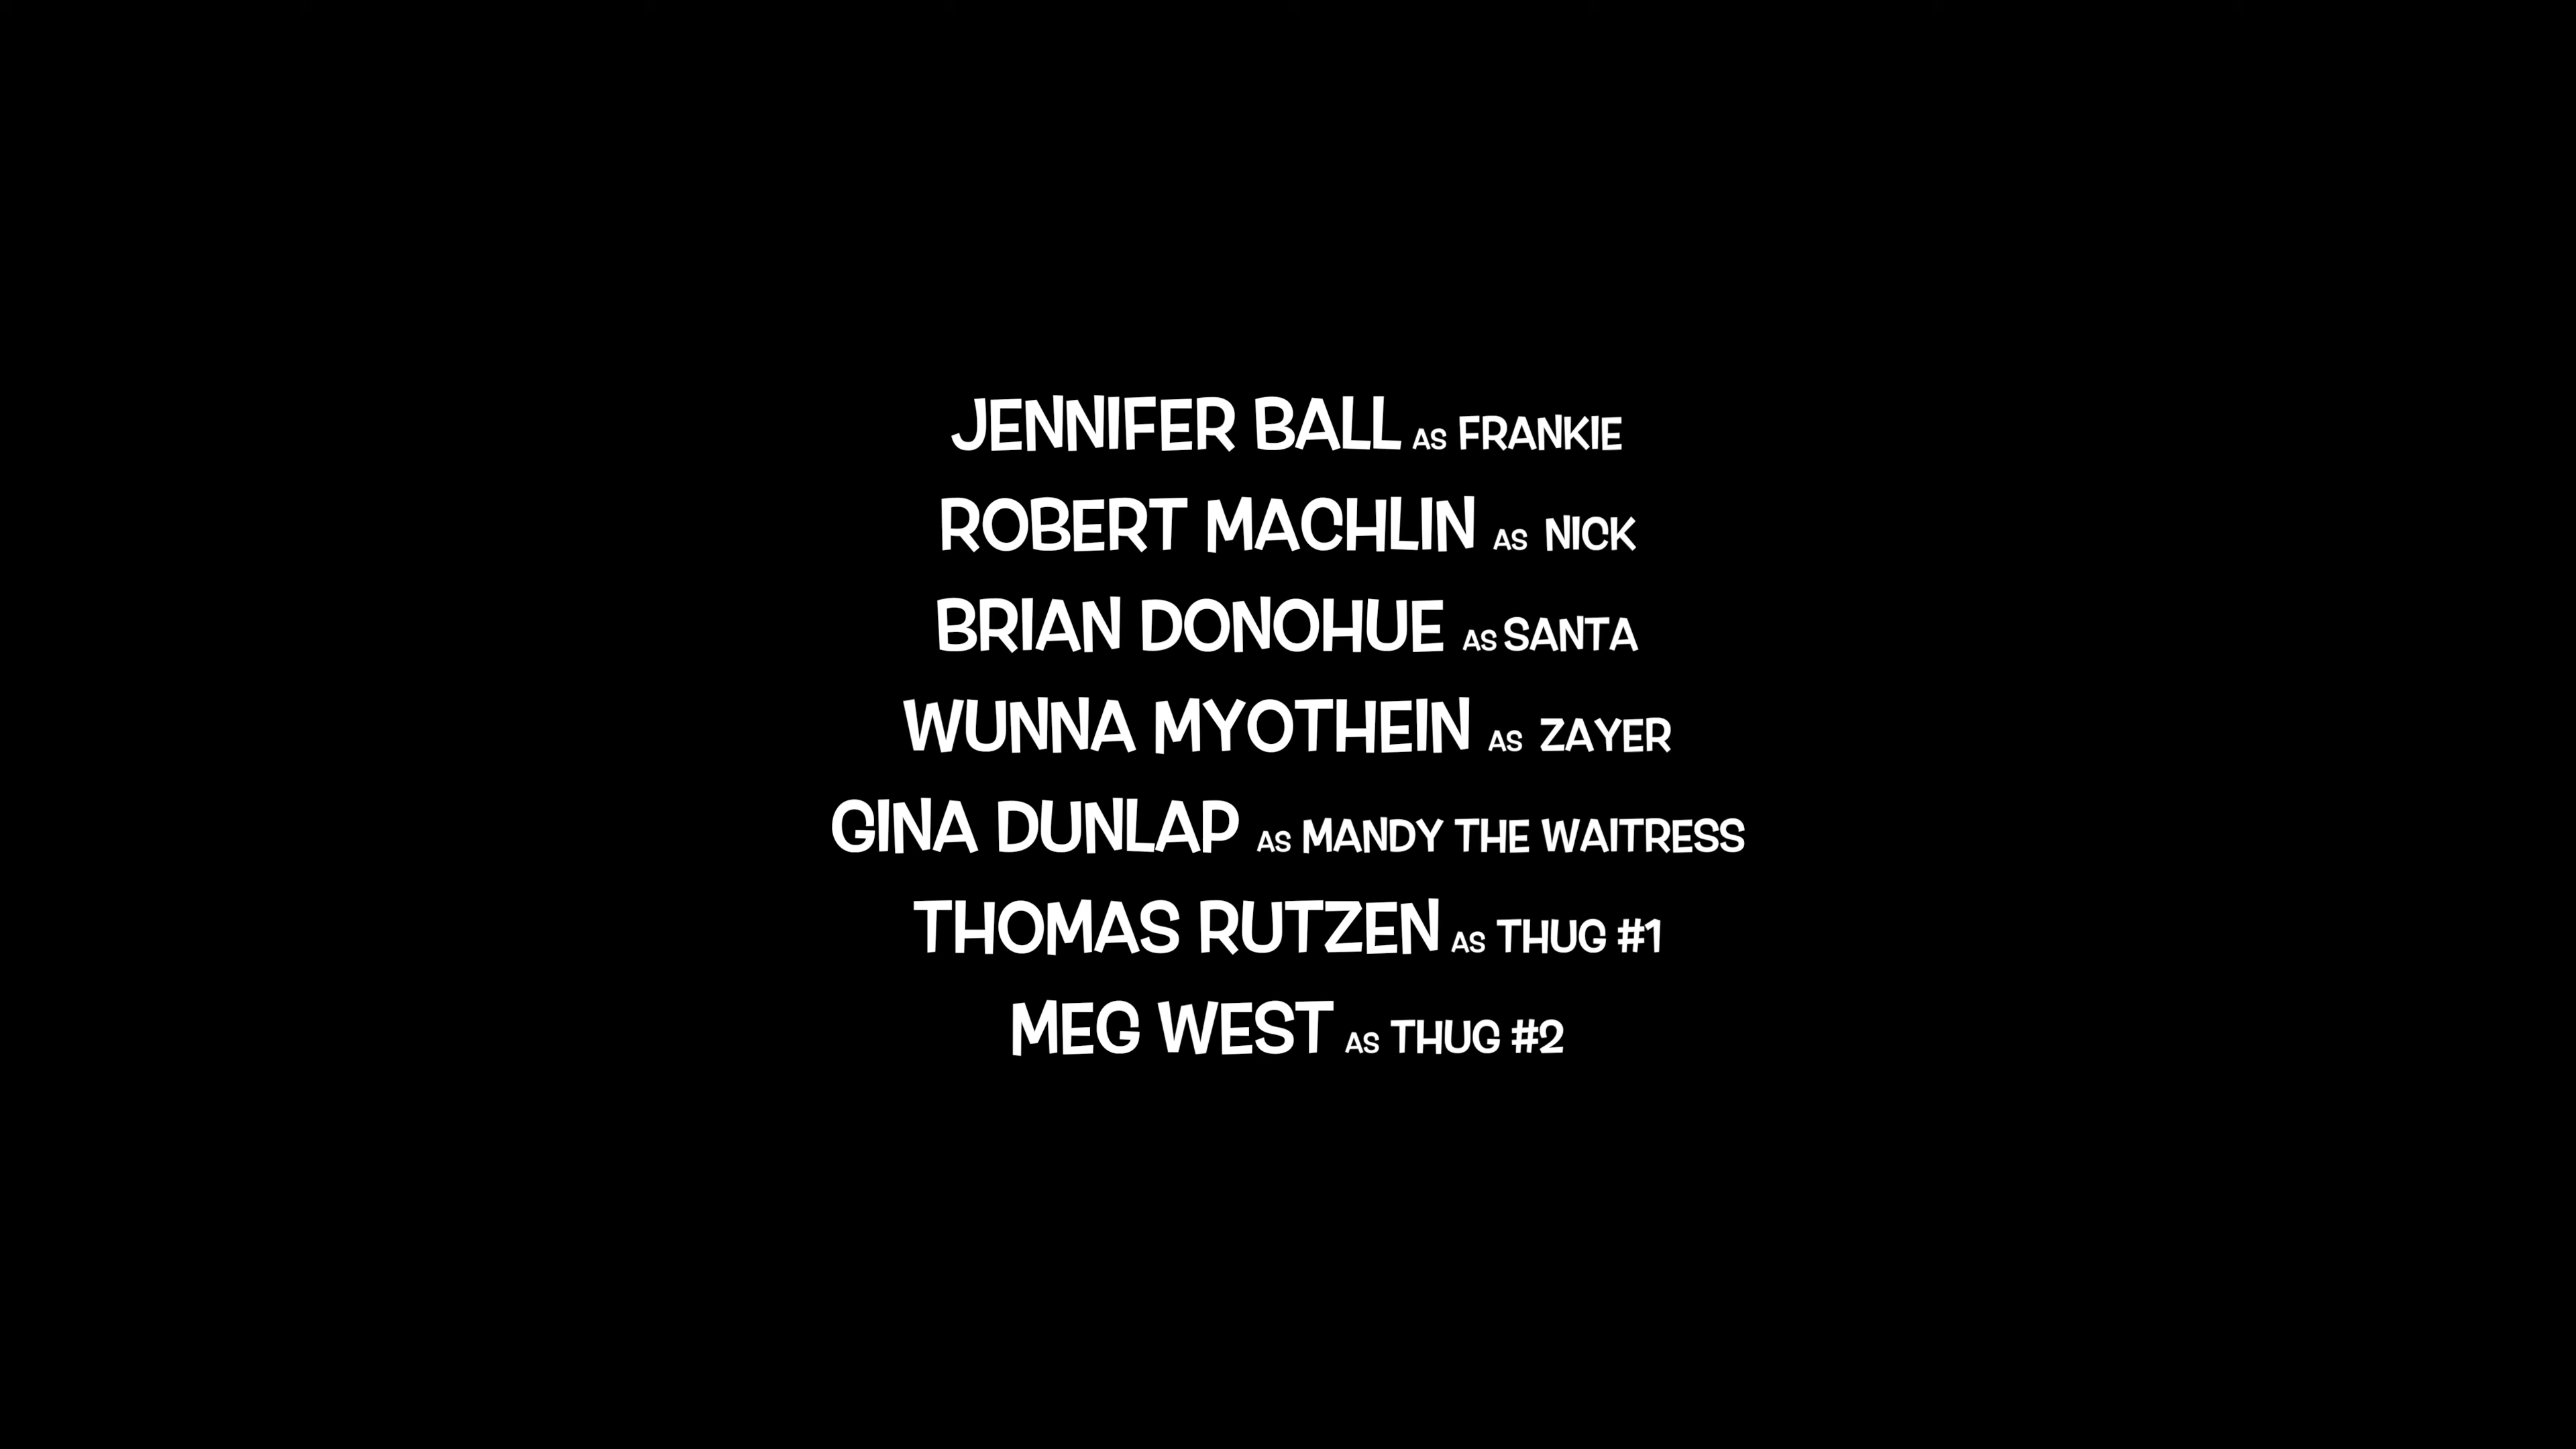 JENNIFER BALL AS FRANKIE
ROBERT MACHLIN AS NICK
BRIAN DONOHUE AS SANTA
WUNNA MYOTHEIN AS ZAYER
GINA DUNLAP AS MANDY THE WAITRESS
THOMAS RUTZEN AS THUG #1
MEG WEST AS THUG #2